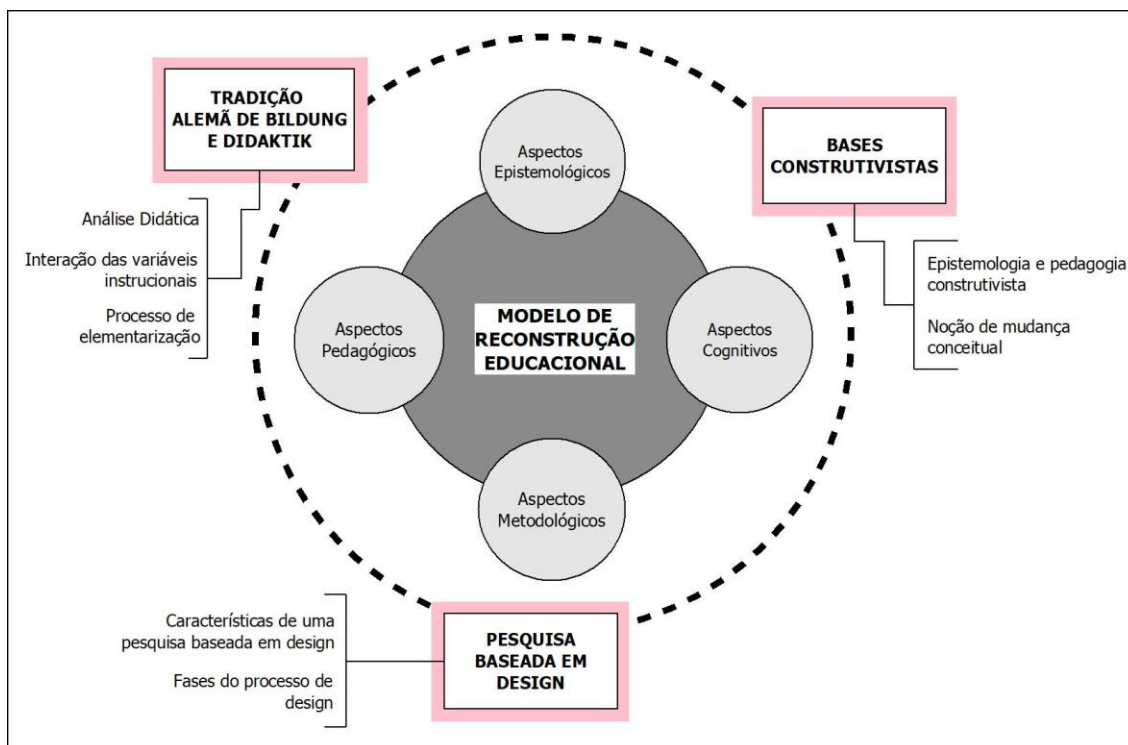 TRADIÇÃO
ALEMÃ DE BILDUNG
E DIDAKTIK
Análise Didática
Interação das variáveis
instrucionais
Processo de
elementarização
BASES
CONSTRUTIVISTAS
Epistemologia e pedagogia
construtivista
Noção de mudança
conceitual
Aspectos
Epistemológicos
Aspectos
Pedagógicos
MODELO DE
RECONSTRUÇÃO
EDUCACIONAL
Aspectos
Cognitivos
Aspectos
Metodológicos
Características de uma
pesquisa baseada em design
Fases do processo de
design
PESQUISA
BASEADA EM
DESIGN